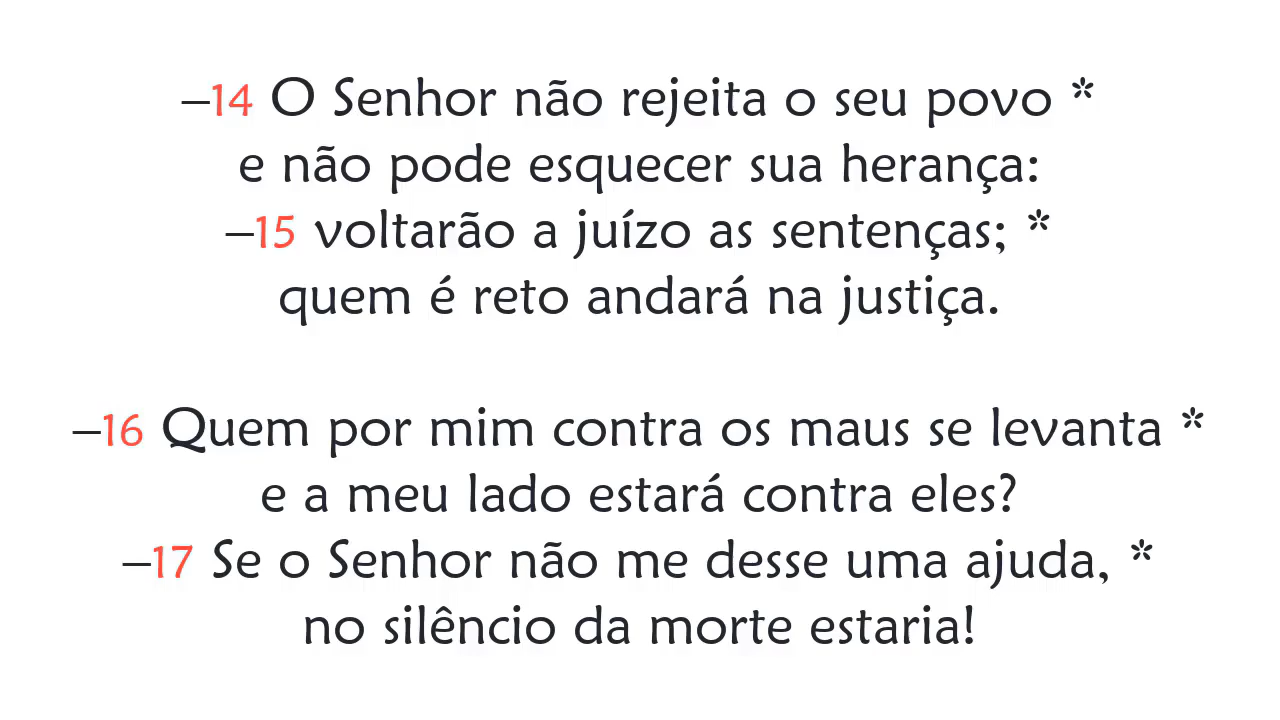 –14 O Senhor não rejeita o seu povo *
e não pode esquecer sua herança:
–15 voltarão a juízo as sentenças; *
quem é reto andará na justiça.
–16 Quem por mim contra os maus se levanta *
e a meu lado estará contra eles?
–17 Se o Senhor não me desse uma ajuda, *
no silêncio da morte estaria!